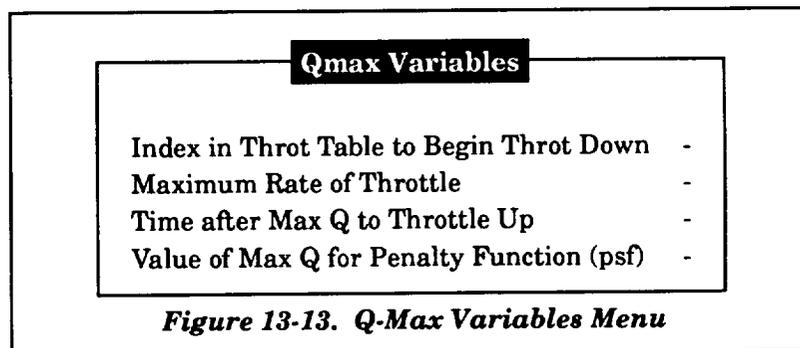 Qmax Variables
Index in Throt Table to Begin Throt Down -
Maximum Rate of Throttle -
Time after Max Q to Throttle Up -
Value of Max Q for Penalty Function (psf) -
Figure 13-13. Q-Max Variables Menu